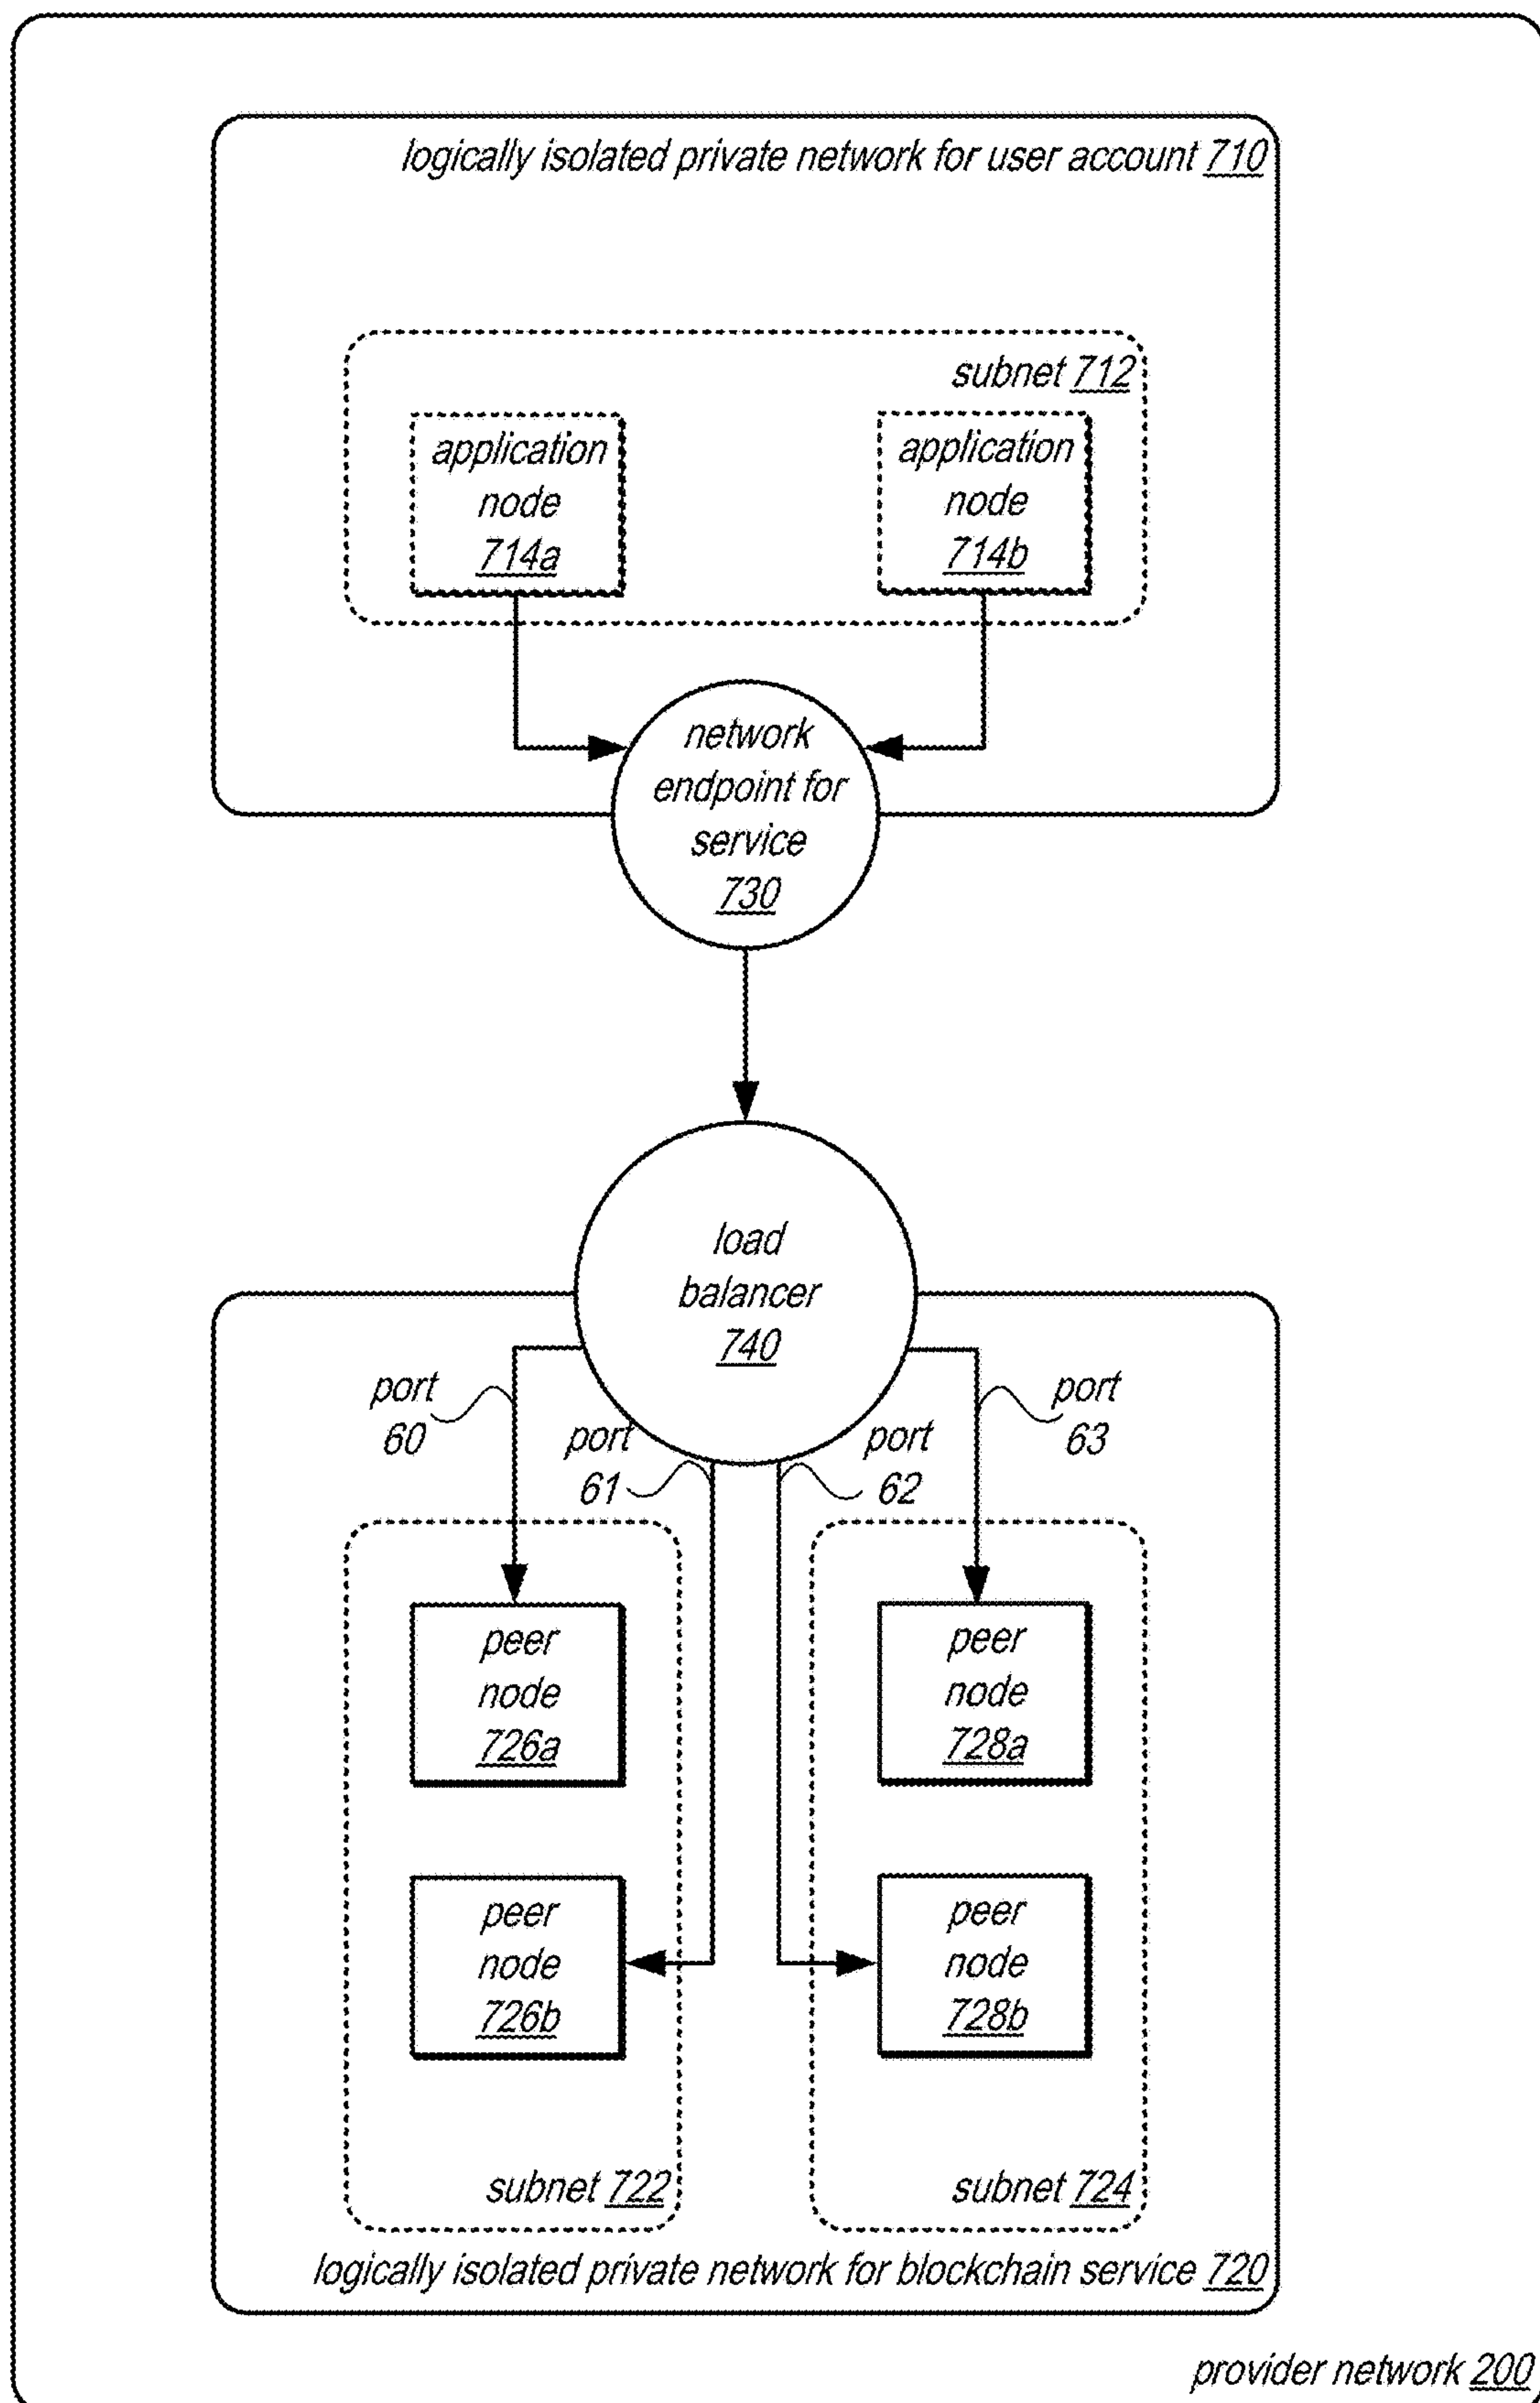 logically isolated private network for user account 710
subnet 712
application
node
714a
application
node
714b
network
endpoint for
service
730
load
balancer
740
port
60
port
61
port
62
port
63
peer
node
726a
peer
node
728a
peer
node
726b
peer
node
728b
subnet 722
subnet 724
logically isolated private network for blockchain service 720
provider network 200